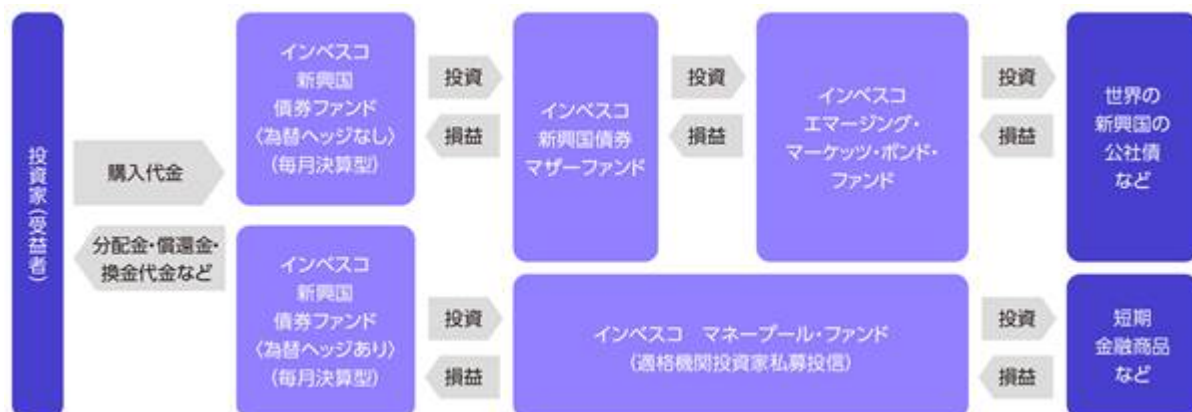 投資家(受益者)
購入代金
分配金・償還金・
換金代金など
インベスコ
新興国
債券ファンド
〈為替ヘッジなし〉
(毎月決算型)
インベスコ
新興国
債券ファンド
〈為替ヘッジあり〉
(毎月決算型)
投資
損益
投資
損益
インベスコ
新興国債券
マザーファンド
投資
損益
インベスコ
エマージング・
マーケッツ・ボンド・
ファンド
インベスコ マネープール・ファンド
(適格機関投資家私募投信)
投資
損益
投資
損益
世界の
新興国の
公社債
など
短期
金融商品
など